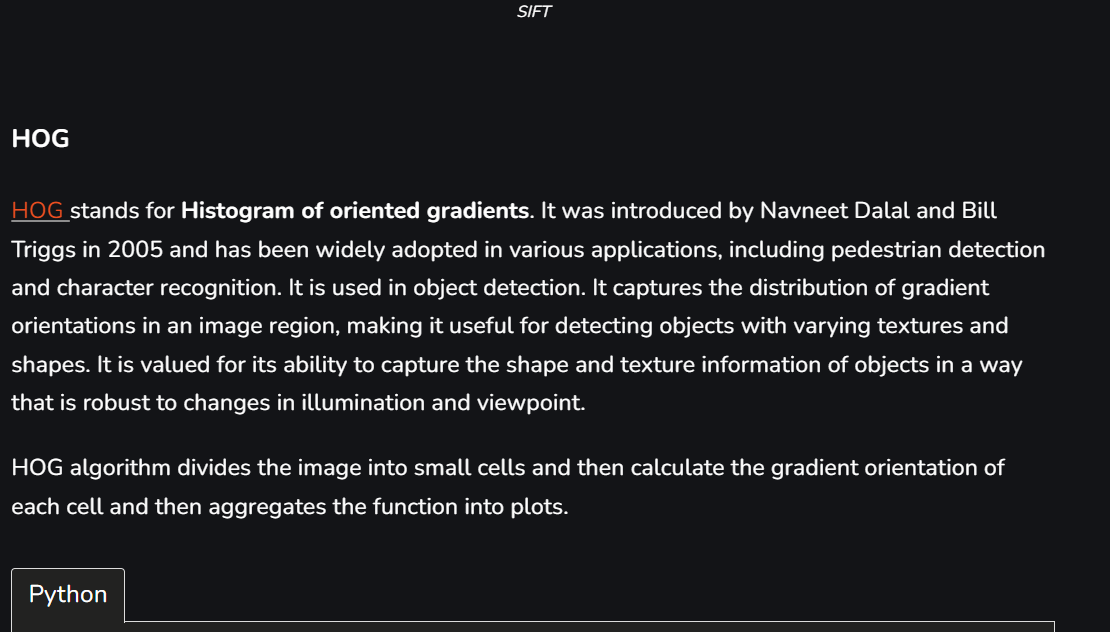 SIFT
HOG
HOG stands for Histogram of oriented gradients. It was introduced by Navneet Dalal and Bill
Triggs in 2005 and has been widely adopted in various applications, including pedestrian detection
and character recognition. It is used in object detection. It captures the distribution of gradient
orientations in an image region, making it useful for detecting objects with varying textures and
shapes. It is valued for its ability to capture the shape and texture information of objects in a way
that is robust to changes in illumination and viewpoint.
HOG algorithm divides the image into small cells and then calculate the gradient orientation of
each cell and then aggregates the function into plots.
Python